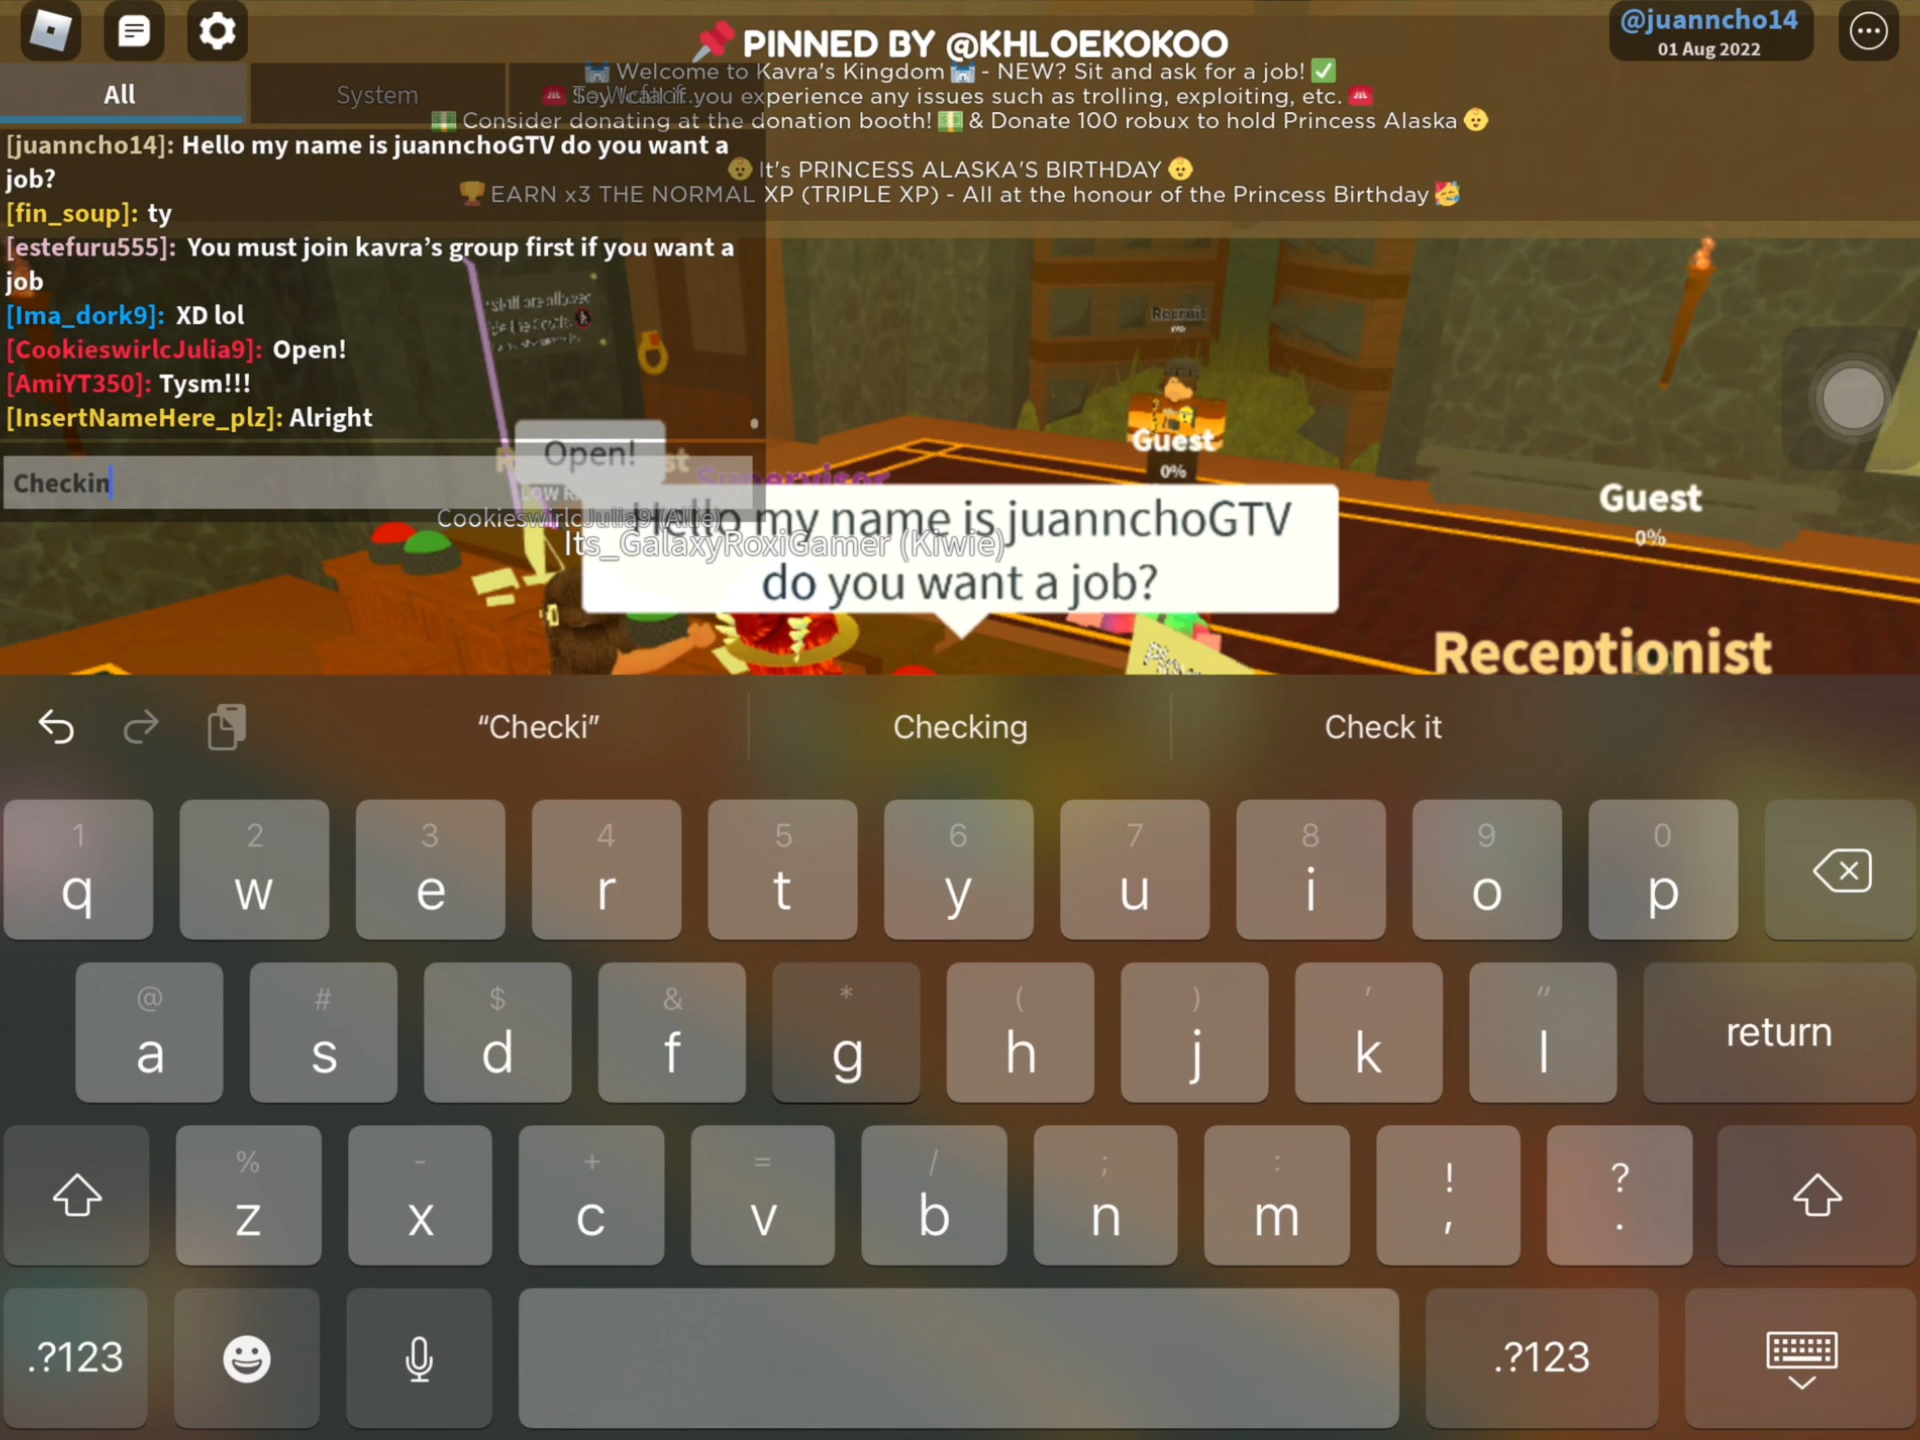 📌 PINNED BY @KHLOEKOKOO
@juanncho14
01 Aug 2022
🏰 Welcome to Kavra's Kingdom 🏰 - NEW? Sit and ask for a job! ✅
if you experience any issues such as trolling, exploiting, etc.
💵 Consider donating at the donation booth! 💵 & Donate 100 robux to hold Princess Alaska 👶
👶 It's PRINCESS ALASKA'S BIRTHDAY 👶
🏆 EARN x3 THE NORMAL XP (TRIPLE XP) - All at the honour of the Princess Birthday 🥳
All
System
[juanncho14]: Hello my name is juannchoGTV do you want a
job?
[fin_soup]: ty
[estefuru555]: You must join kavra’s group first if you want a
job
[Ima_dork9]: XD lol
[CookieswirlcJulia9]: Open!
[AmiYT350]: Tysm!!!
[InsertNameHere_plz]: Alright
Checkin
Recruit
Guest
0%
Guest
0%
Open!
Supervisor
CookieswirlcJulia9 (Allie)
Its_GalaxyRoxiGamer (Kiwie)
Hello my name is juannchoGTV
do you want a job?
Receptionist
“Checki”
Checking
Check it
1 2 3 4 5 6 7 8 9 0
q w e r t y u i o p
@ # $ & * ( ) ' "
a s d f g h j k l return
% - + = / ; : ! ?
z x c v b n m , .
.?123 .?123